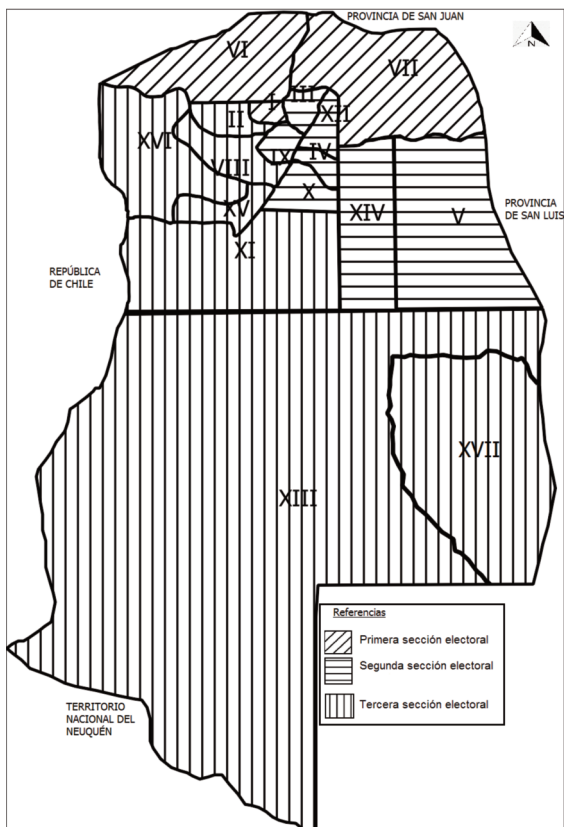 PROVINCIA DE SAN JUAN
N
VI
VII
I
III
XII
II
XVI
IV
IX
VIII
X
XV
XIV
V
PROVINCIA
DE SAN LUIS
XI
REPÚBLICA
DE CHILE
XVII
XIII
Referencias
Primera sección electoral
Segunda sección electoral
Tercera sección electoral
TERRITORIO
NACIONAL DEL
NEUQUÉN